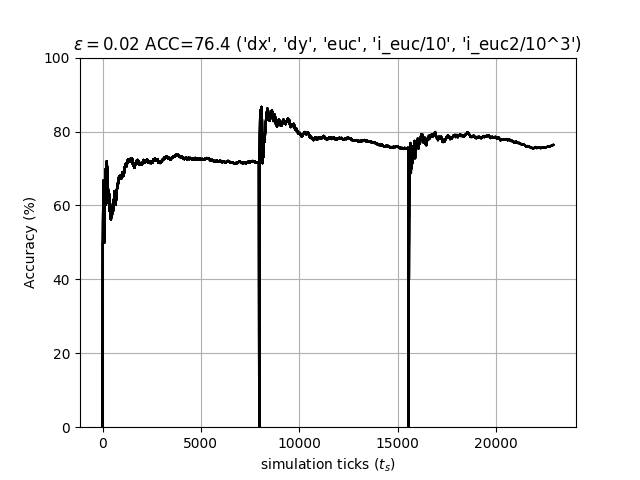 ε = 0.02 ACC=76.4 ('dx', 'dy', 'euc', 'i_euc/10', 'i_euc2/10^3')
100
80
60
40
20
0
Accuracy (%)
0 5000 10000 15000 20000
simulation ticks (tₛ)